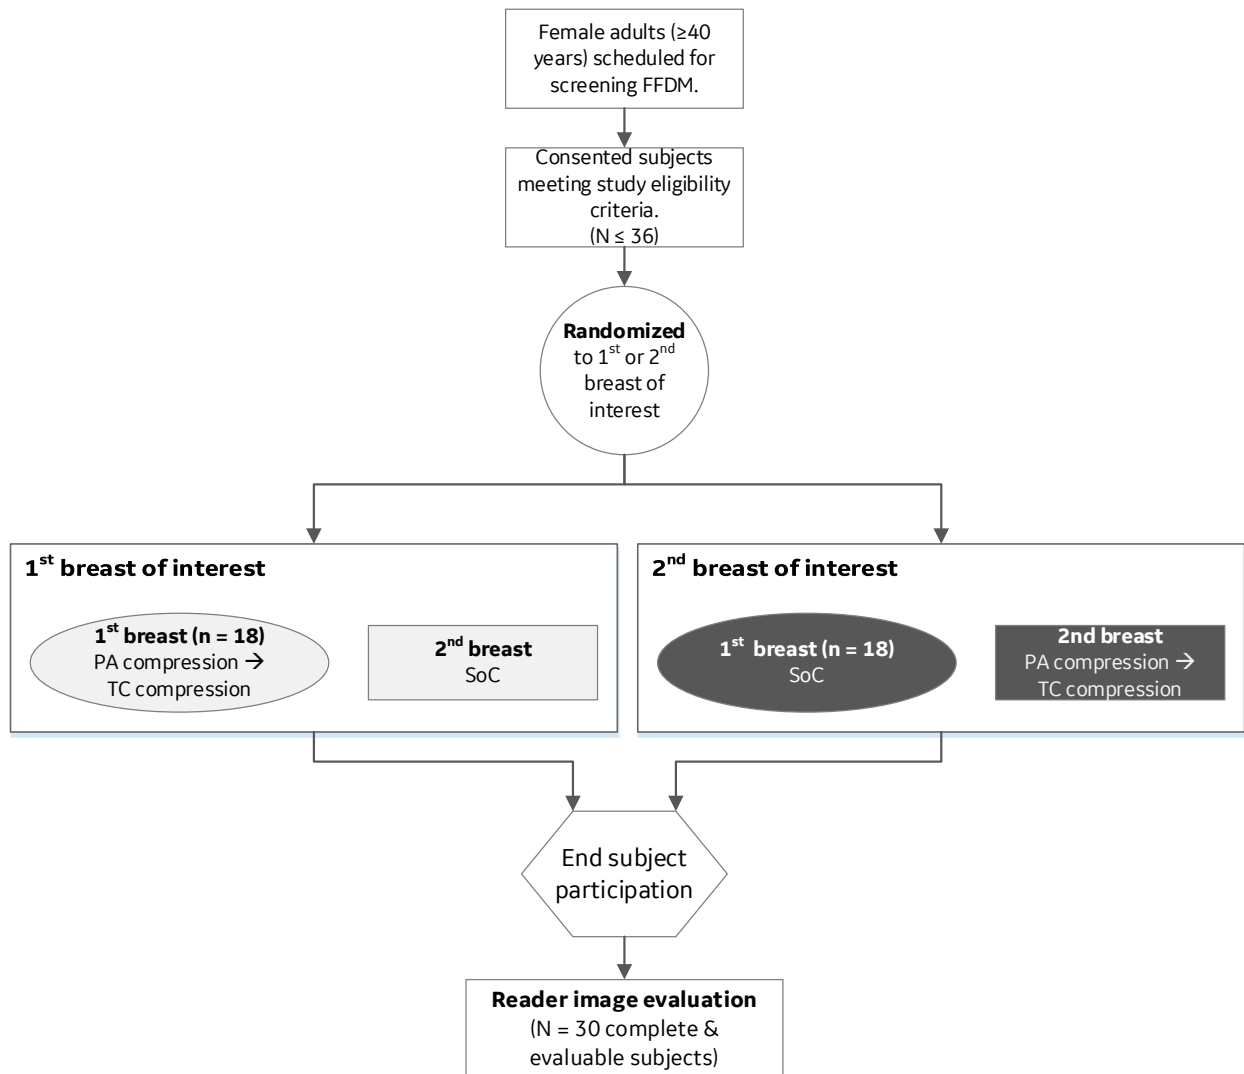 Female adults (≥40
years) scheduled for
screening FFDM.
Consented subjects
meeting study eligibility
criteria.
(N ≤ 36)
Randomized
to 1st or 2nd
breast of
interest
1st breast of interest
1st breast (n = 18)
PA compression →
TC compression
2nd breast
SoC
2nd breast of interest
1st breast (n = 18)
SoC
2nd breast
PA compression →
TC compression
End subject
participation
Reader image evaluation
(N = 30 complete &
evaluable subjects)